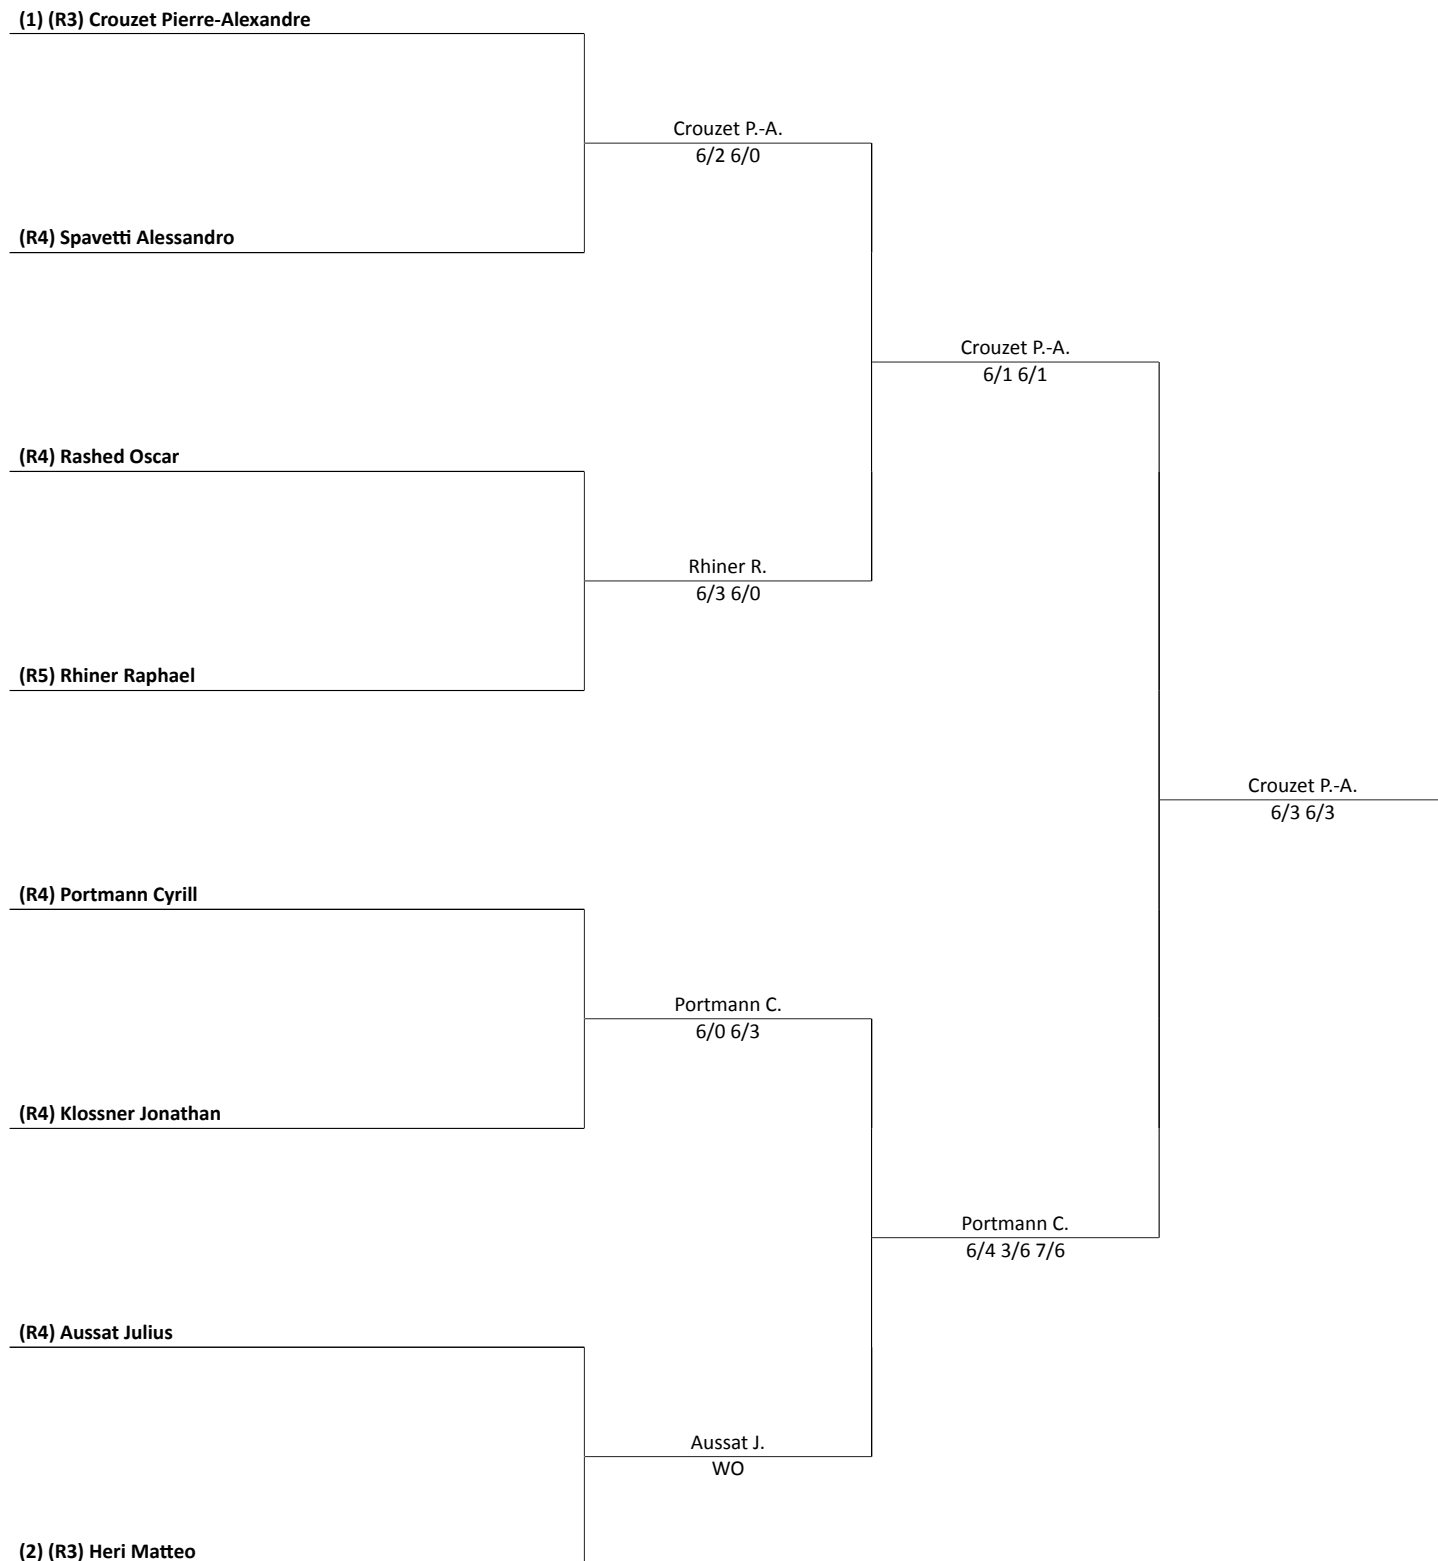 (1) (R3) Crouzet Pierre-Alexandre
Crouzet P.-A.
6/2 6/0
(R4) Spavetti Alessandro
Crouzet P.-A.
6/1 6/1
(R4) Rashed Oscar
Rhiner R.
6/3 6/0
(R5) Rhiner Raphael
Crouzet P.-A.
6/3 6/3
(R4) Portmann Cyrill
Portmann C.
6/0 6/3
(R4) Klossner Jonathan
Portmann C.
6/4 3/6 7/6
(R4) Aussat Julius
Aussat J.
WO
(2) (R3) Heri Matteo